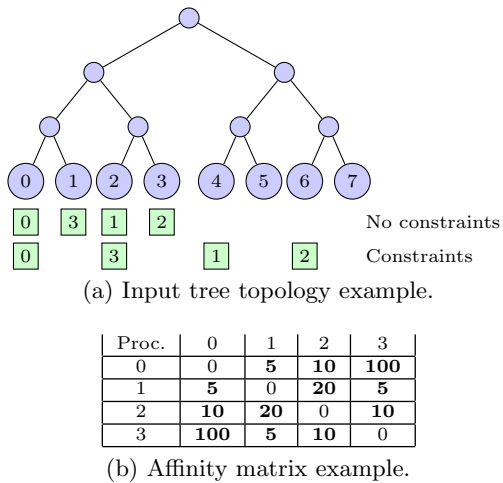 0 1 2 3 4 5 6 7
0 3 1 2 No constraints
0 3 1 2 Constraints
(a) Input tree topology example.
Proc. 0 1 2 3
0 0 5 10 100
1 5 0 20 5
2 10 20 0 10
3 100 5 10 0
(b) Affinity matrix example.